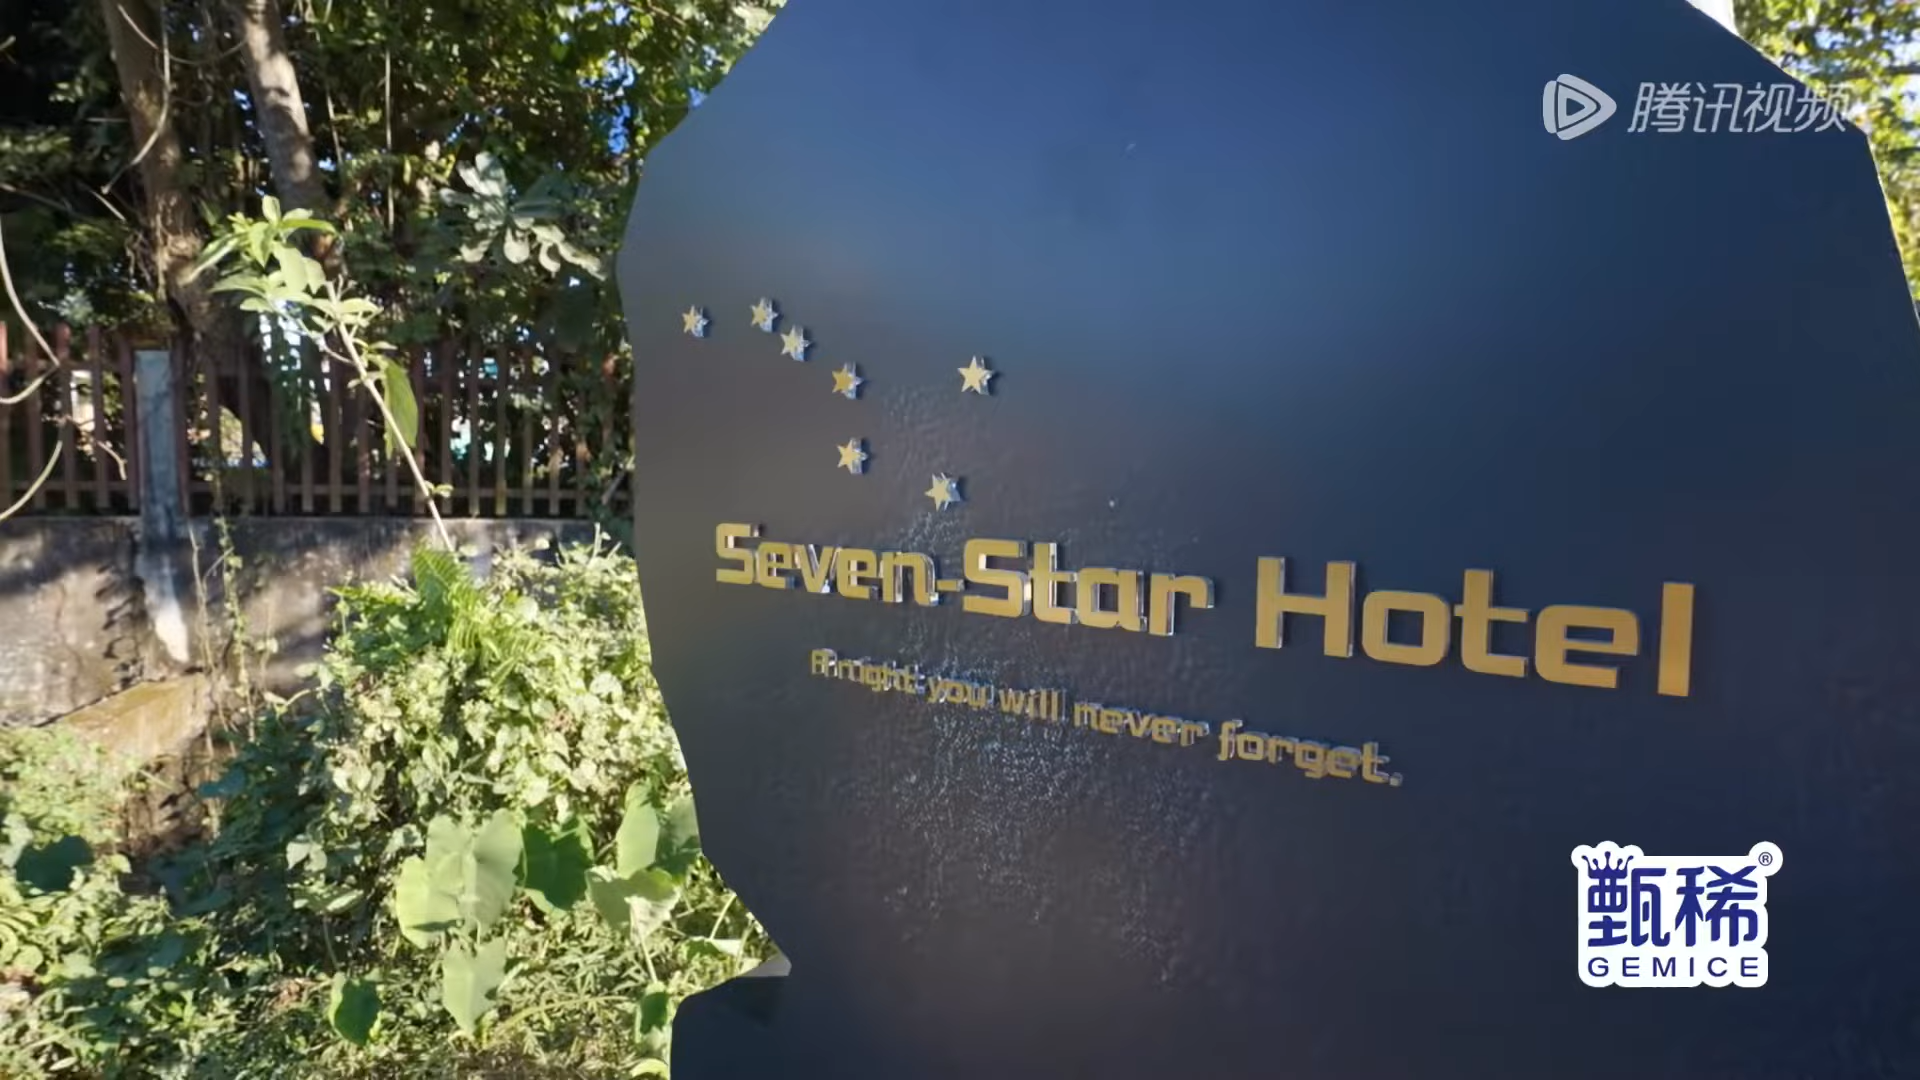 腾讯视频
Seven-Star Hotel
A night you will never forget.
甄稀®
GEMICE